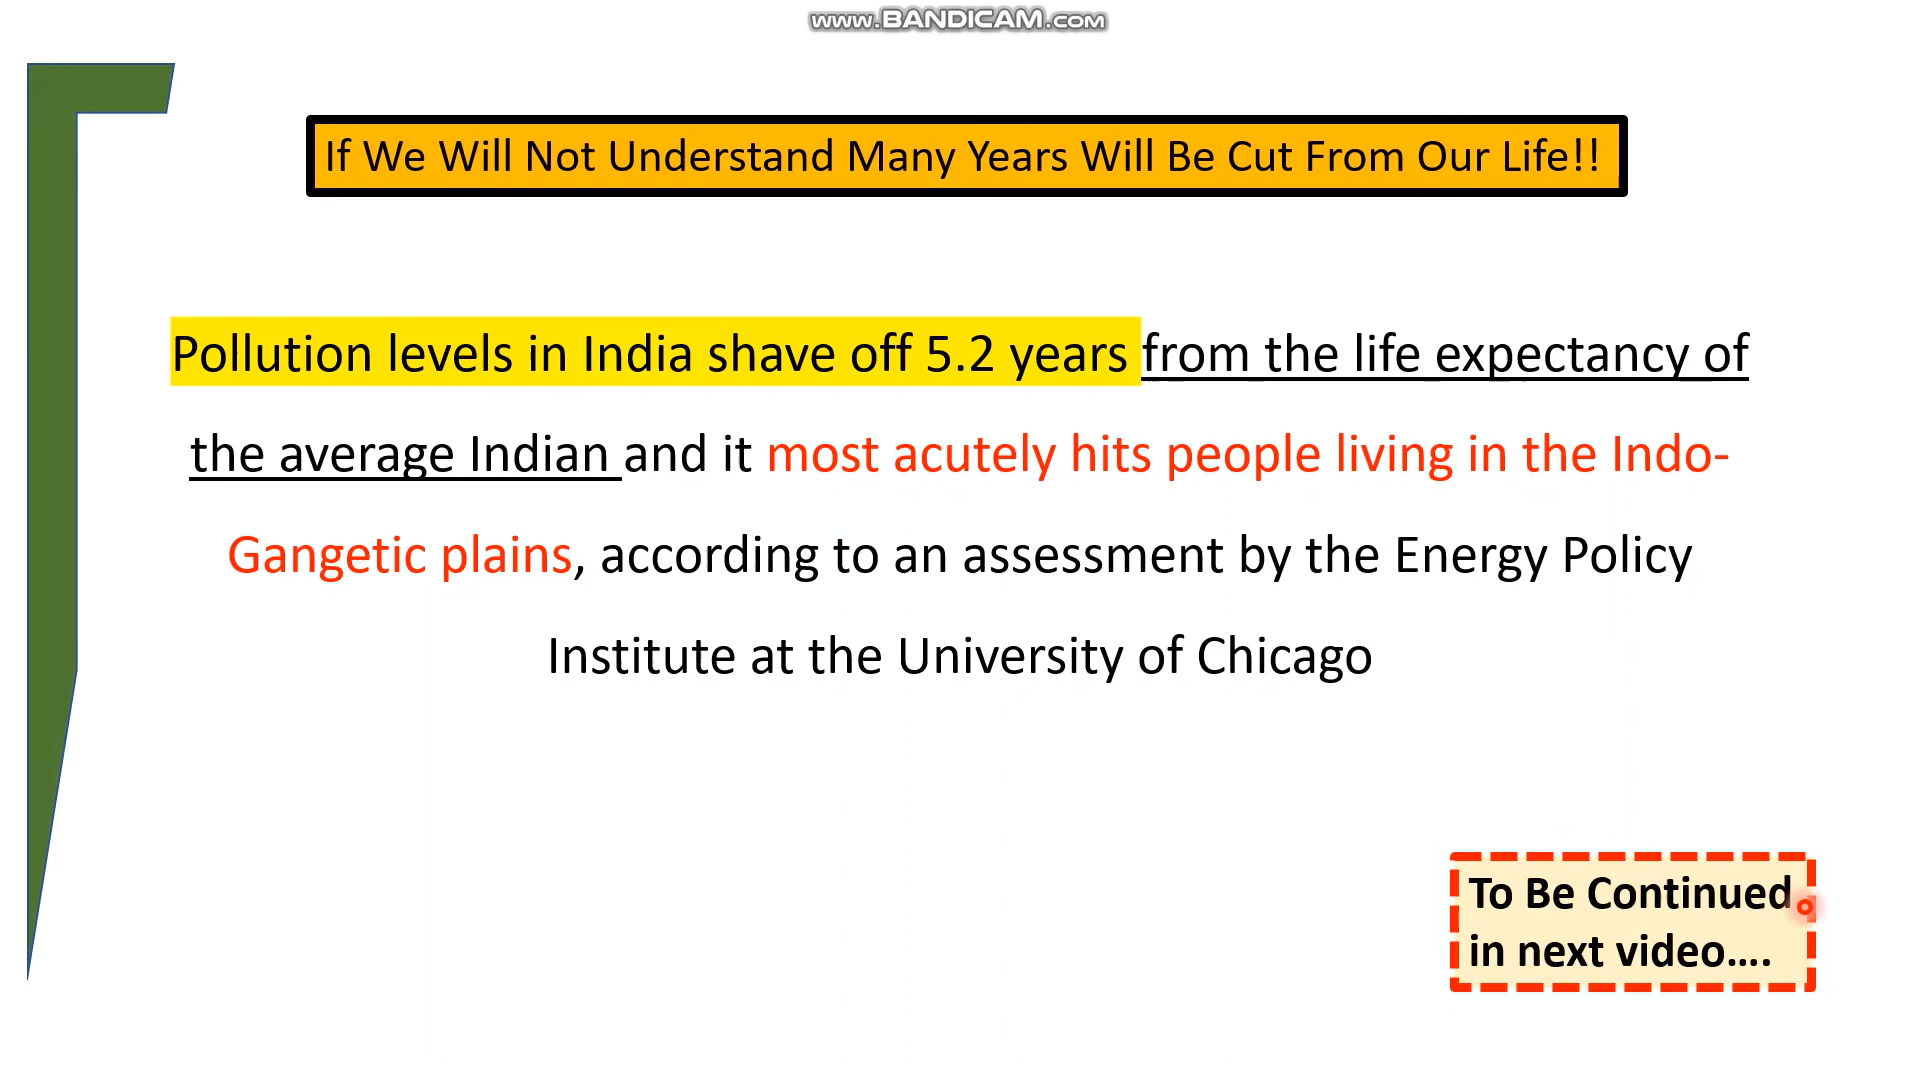 www.BANDICAM.com
If We Will Not Understand Many Years Will Be Cut From Our Life!!
Pollution levels in India shave off 5.2 years from the life expectancy of
the average Indian and it most acutely hits people living in the Indo-
Gangetic plains, according to an assessment by the Energy Policy
Institute at the University of Chicago
To Be Continued
in next video....